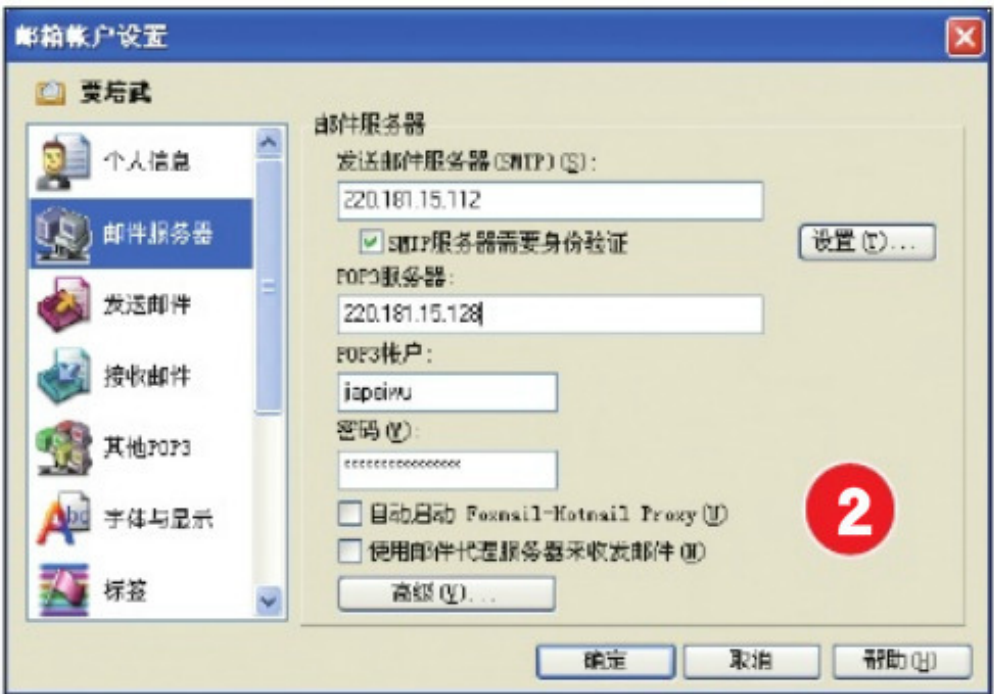 邮箱帐户设置
贾培武
个人信息
邮件服务器
发送邮件
接收邮件
其他POP3
字体与显示
标签
邮件服务器
发送邮件服务器(SMTP)(S):
220.181.15.112
SMTP服务器需要身份验证
设置(T)...
POP3服务器:
220.181.15.128
POP3帐户:
jiapeiwu
密码(W):
****************
自动启动 Foxmail-Hotmail Proxy(U)
使用邮件代理服务器来收发邮件(M)
高级(V)...
2
确定
取消
帮助(H)